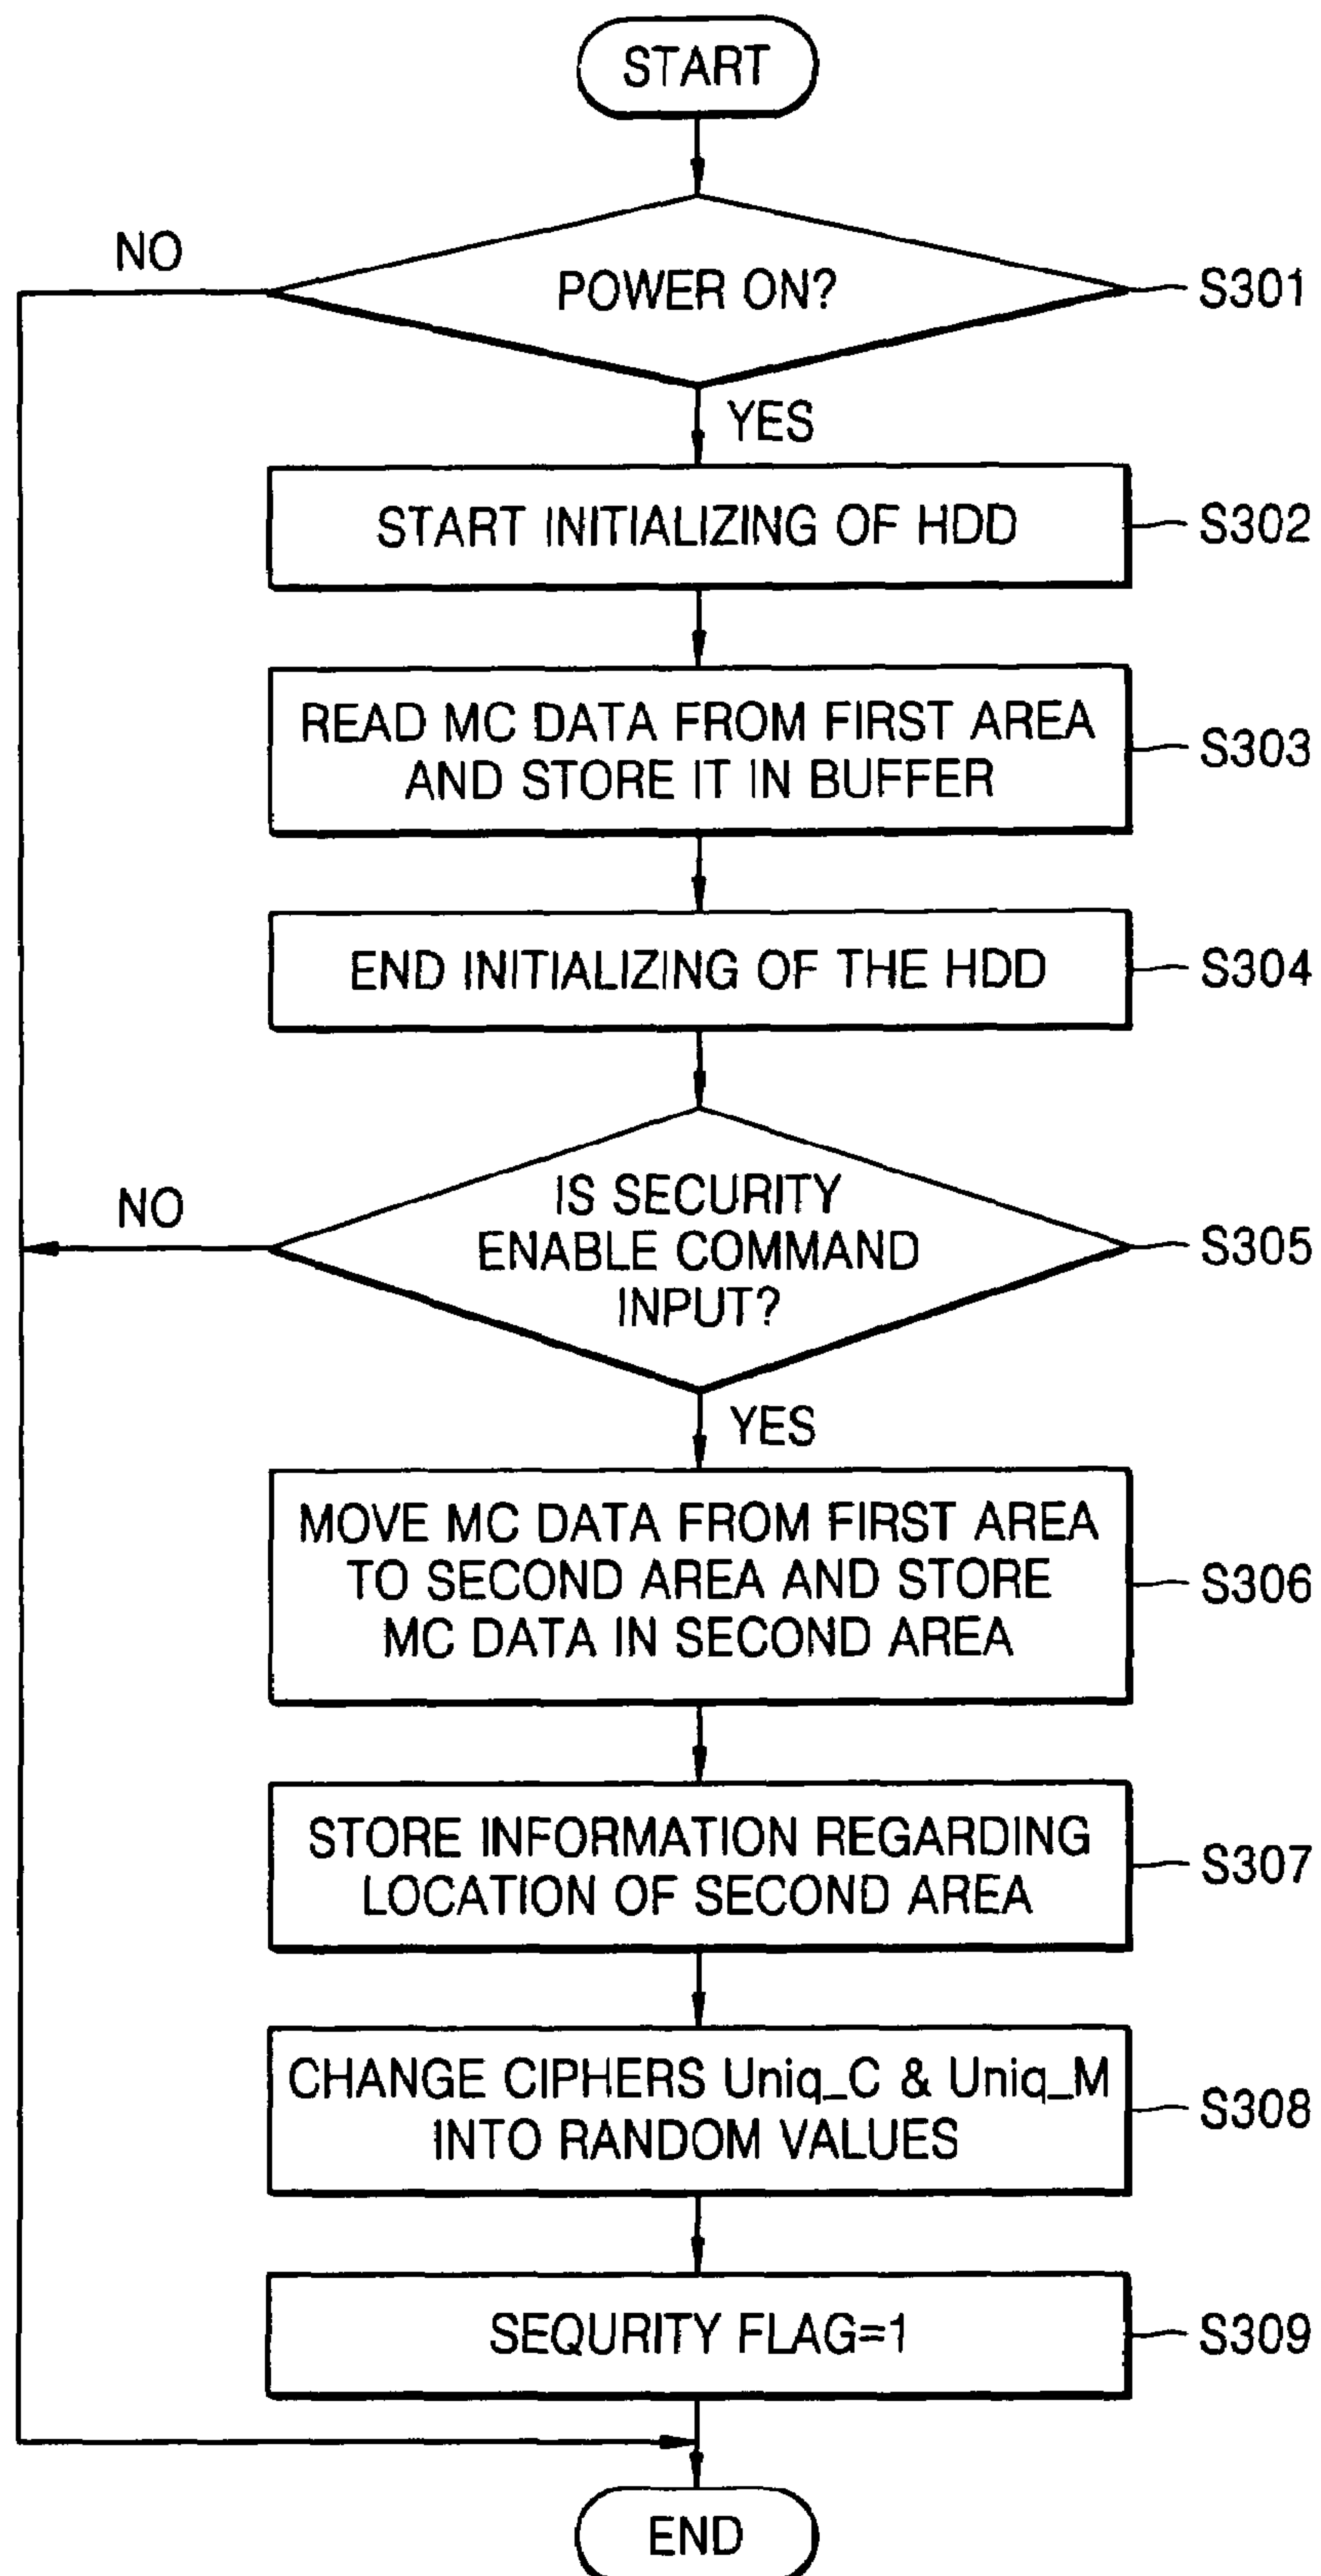 START
NO
POWER ON?
S301
YES
START INITIALIZING OF HDD
S302
READ MC DATA FROM FIRST AREA
AND STORE IT IN BUFFER
S303
END INITIALIZING OF THE HDD
S304
NO
IS SECURITY
ENABLE COMMAND
INPUT?
S305
YES
MOVE MC DATA FROM FIRST AREA
TO SECOND AREA AND STORE
MC DATA IN SECOND AREA
S306
STORE INFORMATION REGARDING
LOCATION OF SECOND AREA
S307
CHANGE CIPHERS Uniq_C & Uniq_M
INTO RANDOM VALUES
S308
SEQURITY FLAG=1
S309
END